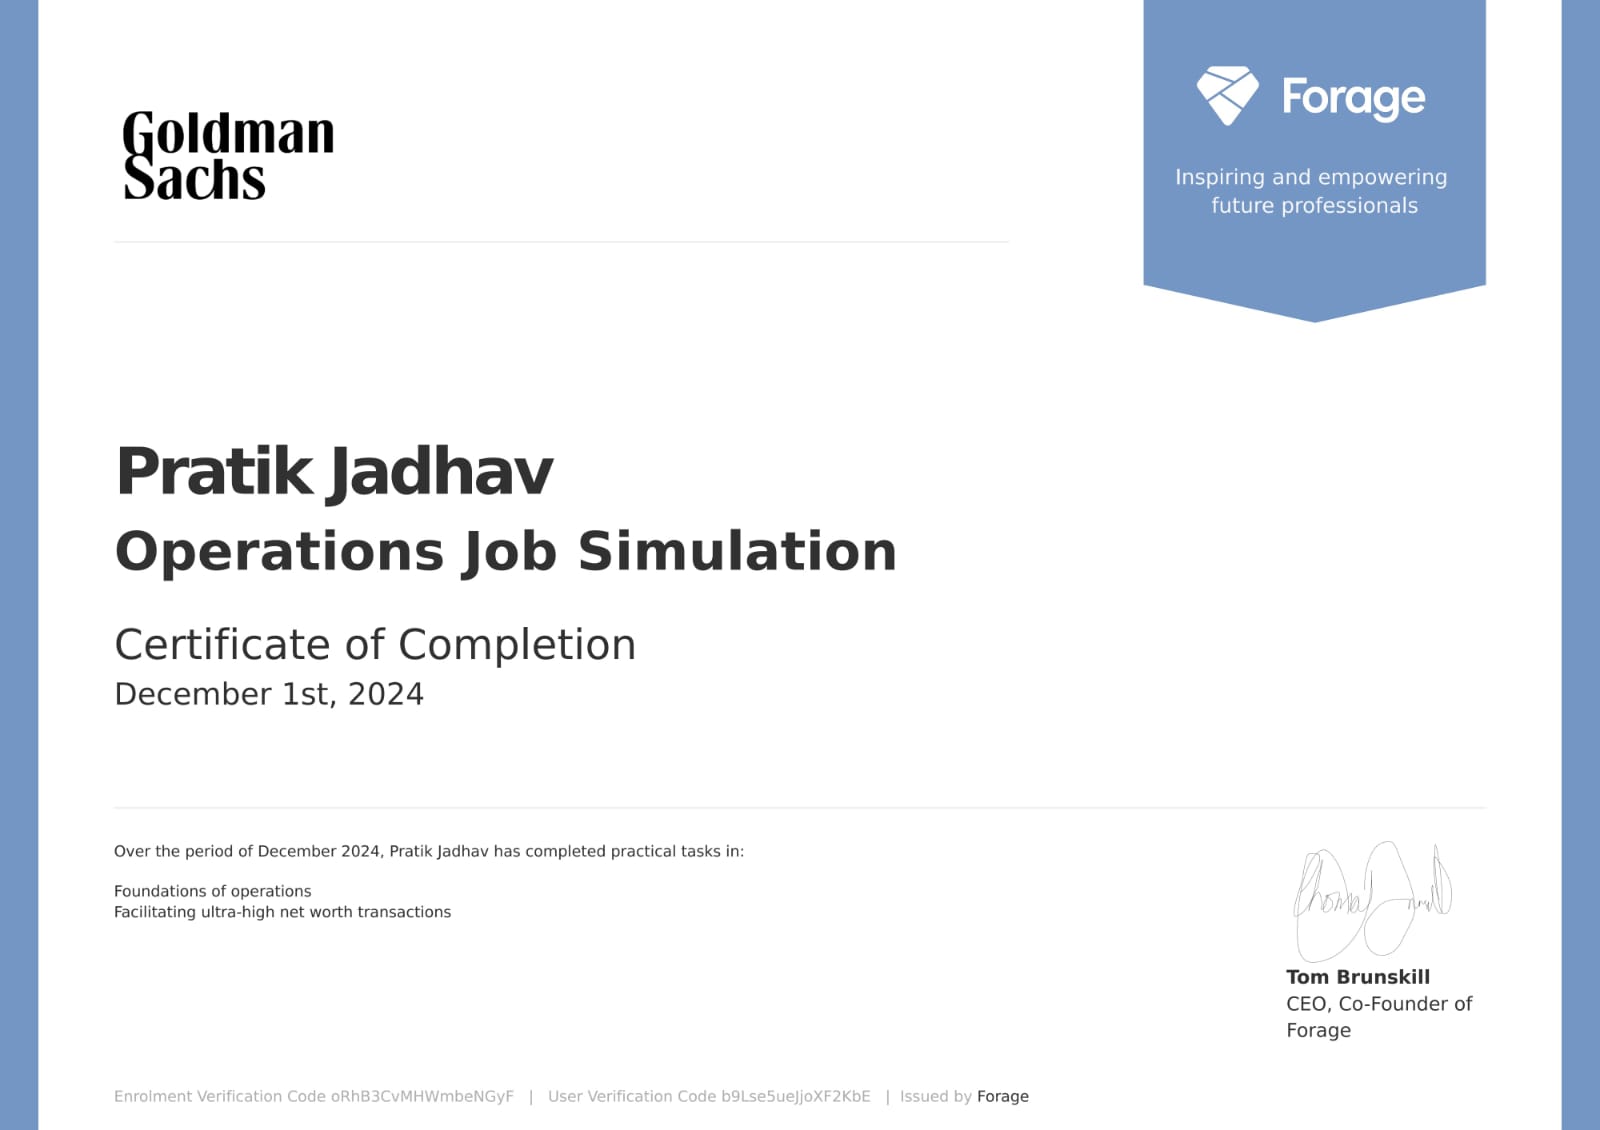 Goldman
Sachs
Forage
Inspiring and empowering
future professionals
Pratik Jadhav
Operations Job Simulation
Certificate of Completion
December 1st, 2024
Over the period of December 2024, Pratik Jadhav has completed practical tasks in:
Foundations of operations
Facilitating ultra-high net worth transactions
Tom Brunskill
CEO, Co-Founder of
Forage
Enrolment Verification Code oRhB3CvMHWmbeNGyF | User Verification Code b9Lse5ueJjoXF2KbE | Issued by Forage